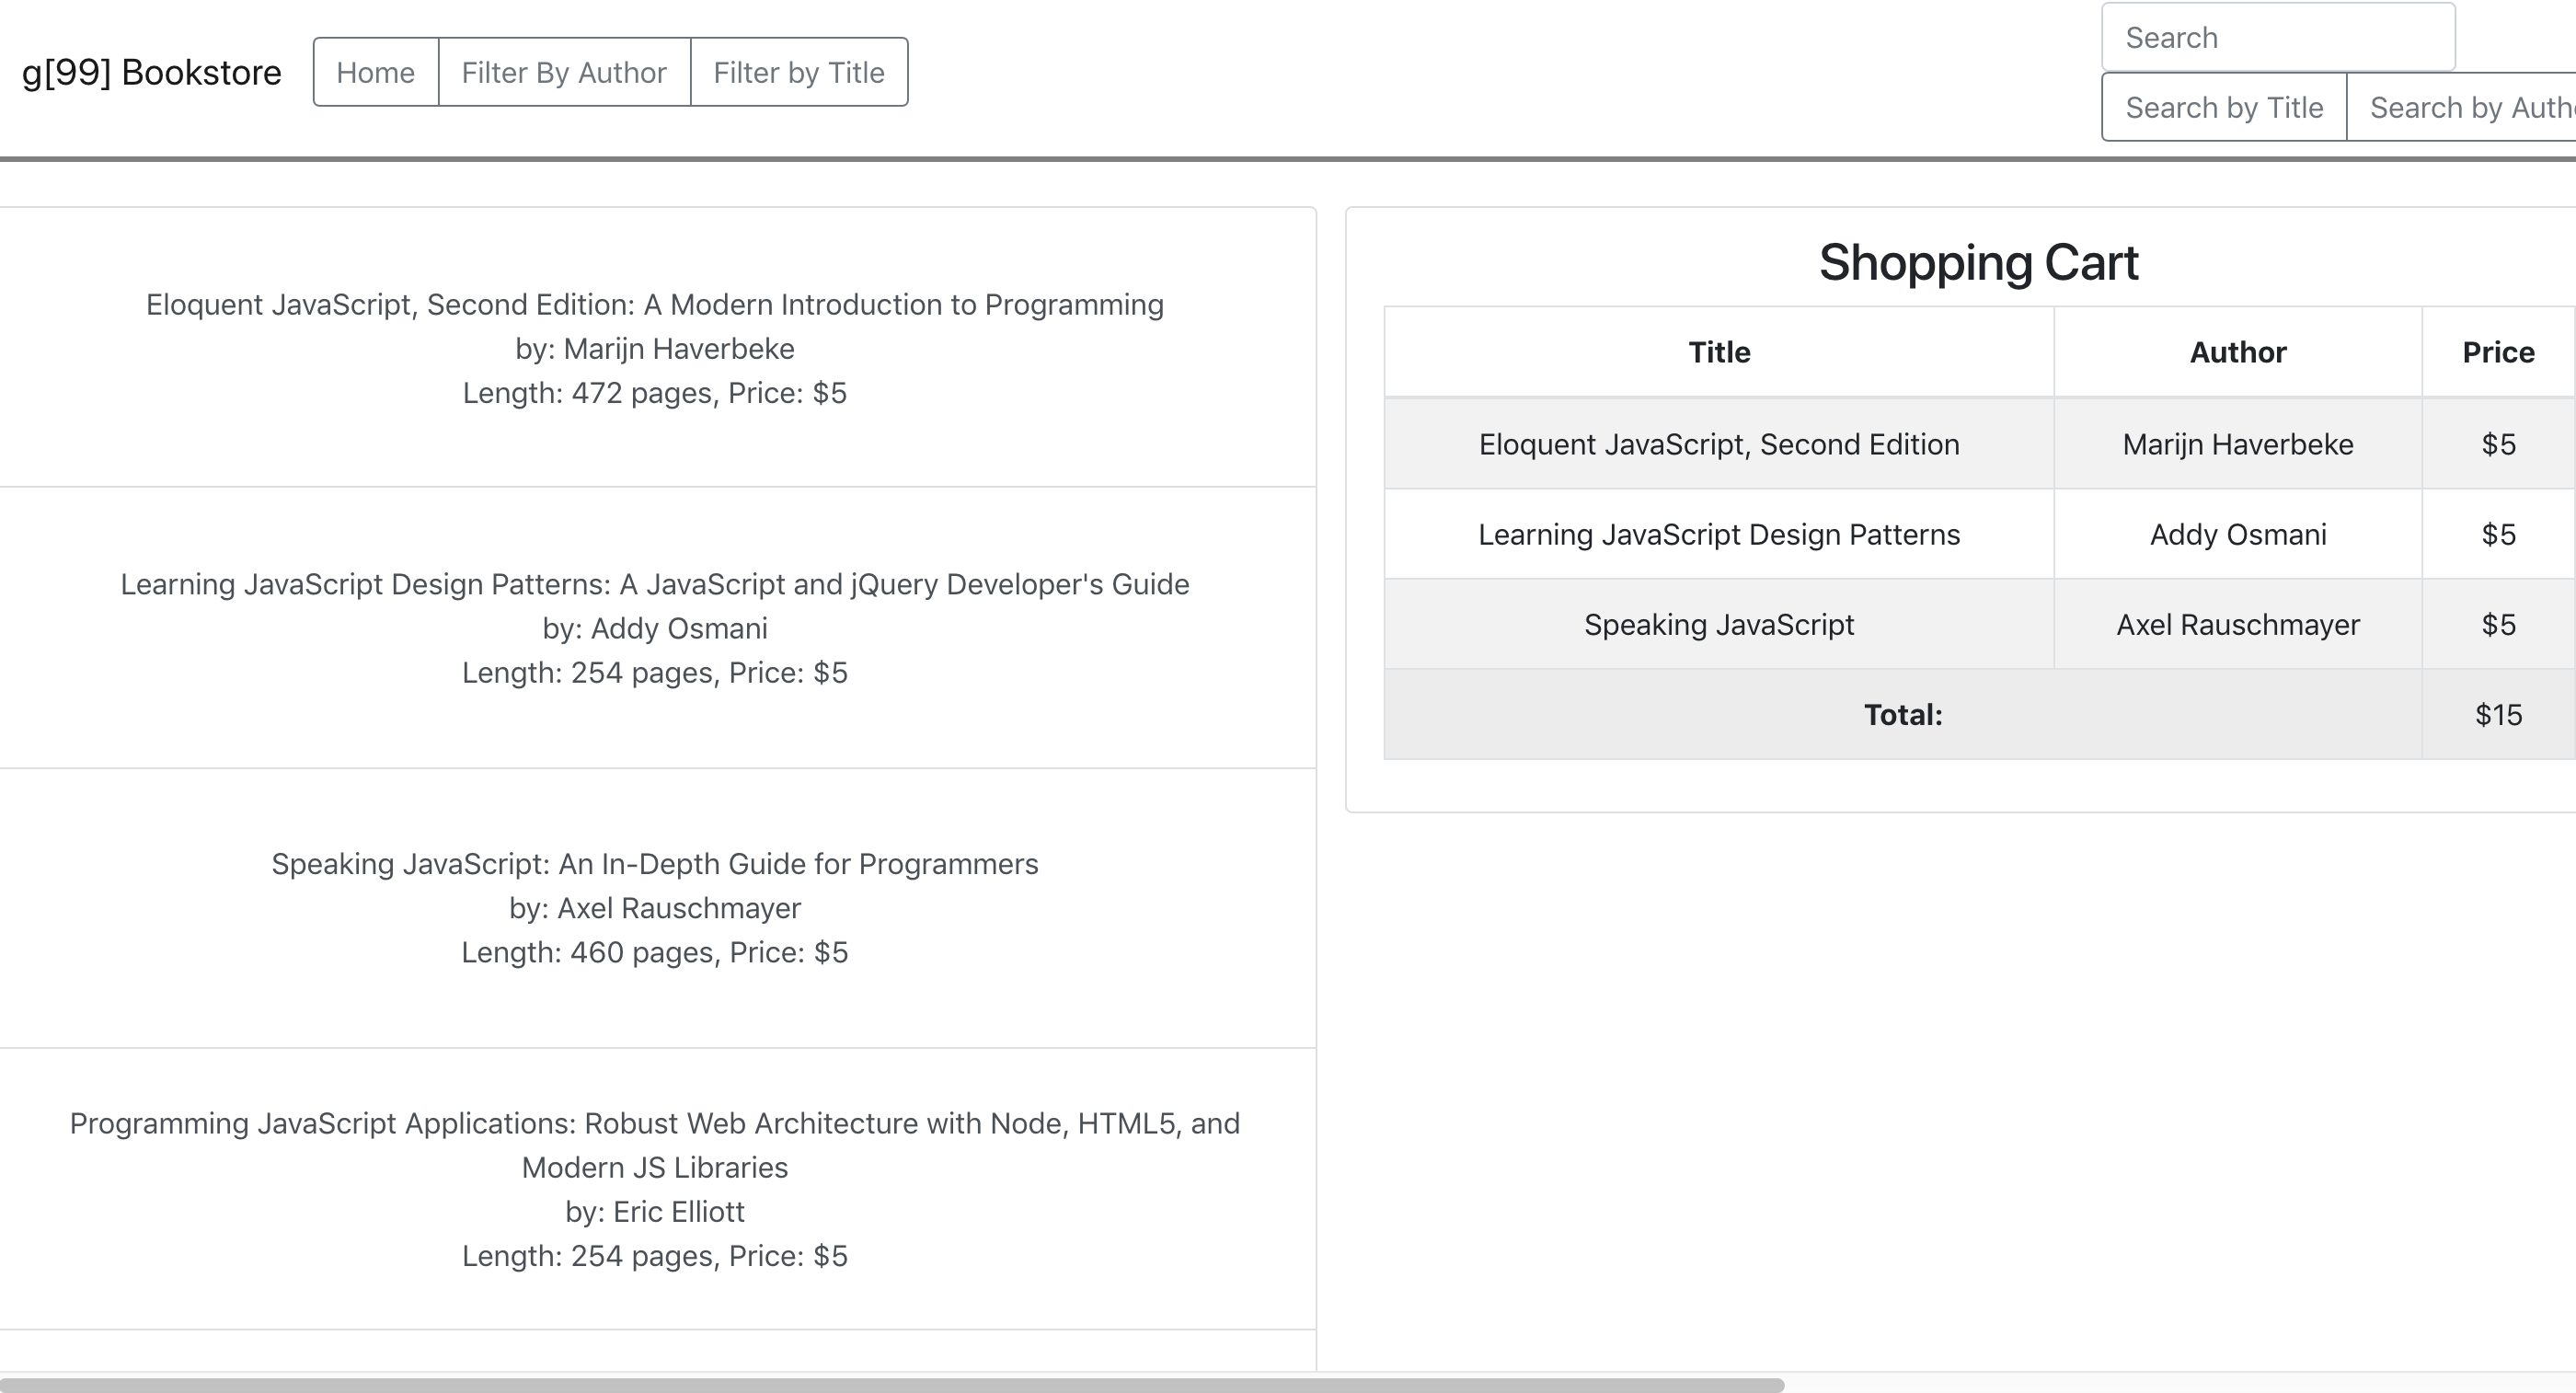 g[99] Bookstore
Home
Filter By Author
Filter by Title
Search
Search by Title
Search by
Eloquent JavaScript, Second Edition: A Modern Introduction to Programming
by: Marijn Haverbeke
Length: 472 pages, Price: $5
Learning JavaScript Design Patterns: A JavaScript and jQuery Developer's Guide
by: Addy Osmani
Length: 254 pages, Price: $5
Speaking JavaScript: An In-Depth Guide for Programmers
by: Axel Rauschmayer
Length: 460 pages, Price: $5
Programming JavaScript Applications: Robust Web Architecture with Node, HTML5, and
Modern JS Libraries
by: Eric Elliott
Length: 254 pages, Price: $5
Shopping Cart
Title Author Price
Eloquent JavaScript, Second Edition Marijn Haverbeke $5
Learning JavaScript Design Patterns Addy Osmani $5
Speaking JavaScript Axel Rauschmayer $5
Total: $15